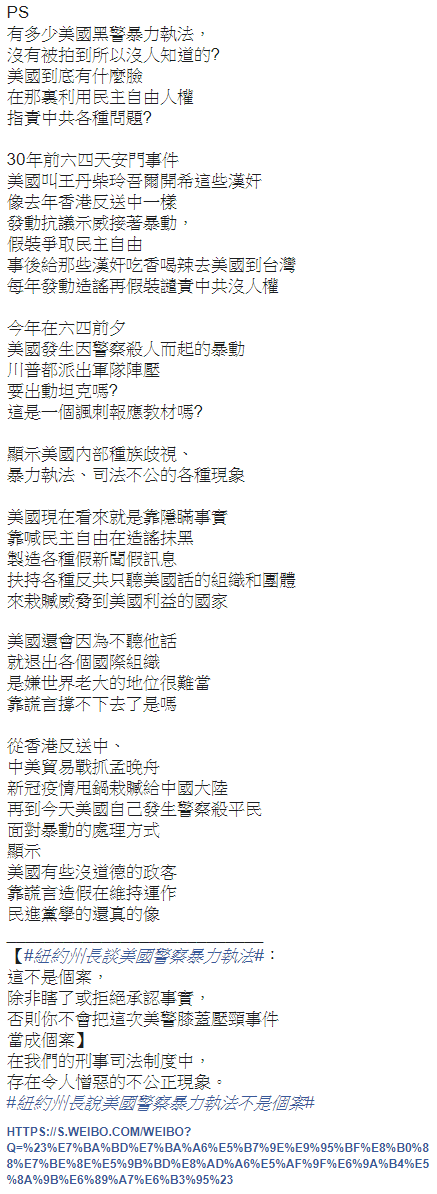 PS
有多少美國黑警暴力執法，
沒有被拍到所以沒人知道的?
美國到底有什麼臉
在那裏利用民主自由人權
指責中共各種問題?
30年前六四天安門事件
美國叫王丹柴玲吾爾開希這些漢奸
像去年香港反送中一樣
發動抗議示威接著暴動，
假裝爭取民主自由
事後給那些漢奸吃香喝辣去美國到台灣
每年發動造謠再假裝譴責中共沒人權
今年在六四前夕
美國發生因警察殺人而起的暴動
川普都派出軍隊陣壓
要出動坦克嗎?
這是一個諷刺報應教材嗎?
顯示美國內部種族歧視、
暴力執法、司法不公的各種現象
美國現在看來就是靠隱瞞事實
靠喊民主自由在造謠抹黑
製造各種假新聞假訊息
扶持各種反共只聽美國話的組織和團體
來栽贓威脅到美國利益的國家
美國還會因為不聽他話
就退出各個國際組織
是嫌世界老大的地位很難當
靠謊言撐不下去了是嗎
從香港反送中、
中美貿易戰抓孟晚舟
新冠疫情甩鍋栽贓給中國大陸
再到今天美國自己發生警察殺平民
面對暴動的處理方式
顯示
美國有些沒道德的政客
靠謊言造假在維持運作
民進黨學的還真的像
【#紐約州長談美國警察暴力執法#：
這不是個案，
除非瞎了或拒絕承認事實，
否則你不會把這次美警膝蓋壓頸事件
當成個案】
在我們的刑事司法制度中，
存在令人憎惡的不公正現象。
#紐約州長說美國警察暴力執法不是個案#
HTTPS://S.WEIBO.COM/WEIBO?
Q=%23%E7%BA%BD%E7%BA%A6%E5%B7%9E%E9%95%BF%E8%B0%8
8%E7%BE%8E%E5%9B%BD%E8%AD%A6%E5%AF%9F%E6%9A%B4%E5
%8A%9B%E6%89%A7%E6%B3%95%23